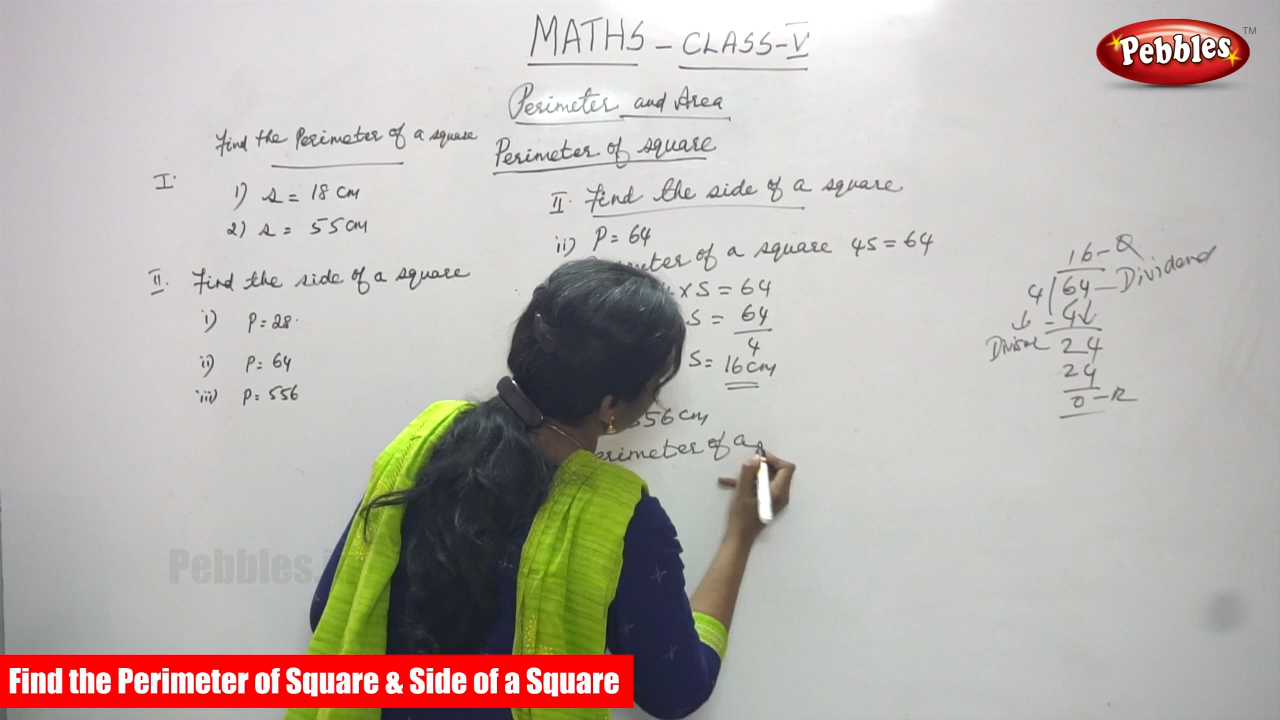 MATHS - CLASS-V
Pebbles TM
Perimeter and Area
Perimeter of square
Find the Perimeter of a square
I.
1) s = 18 cm
2) s = 55 cm
II. Find the side of a square
i) P = 28.
ii) P = 64
iii) P = 556
II. Find the side of a square
ii) P = 64
of a square 4S = 64
× S = 64
S = 64
4
S = 16 cm
556 cm
erimeter of a
16 - Q
4 64 - Dividend
4
24
24
0 - R
Pebbles.
Find the Perimeter of Square & Side of a Square